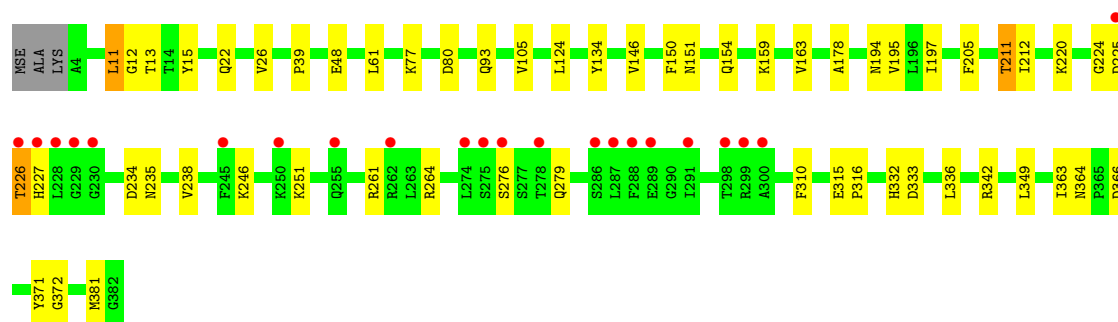 MSE ALA LYS A4 L11 G12 T13 T14 Y15 Q22 V26 P39 E48 L61 K77 D80 Q93 V105 L124 Y134 V146 F150 N151 Q154 K159 V163 A178 N194 V195 L196 I197 F205 T211 I212 K220 G224 D225
T226 H227 L228 G229 G230 D234 N235 V238 F245 K246 K250 K251 Q255 R261 R262 L263 R264 L274 S275 S276 S277 T278 Q279 S286 L287 F288 E289 G290 I291 T298 R299 A300 F310 E315 P316 H332 D333 L336 R342 L349 I363 N364 P365 D366
Y371 G372 M381 G382